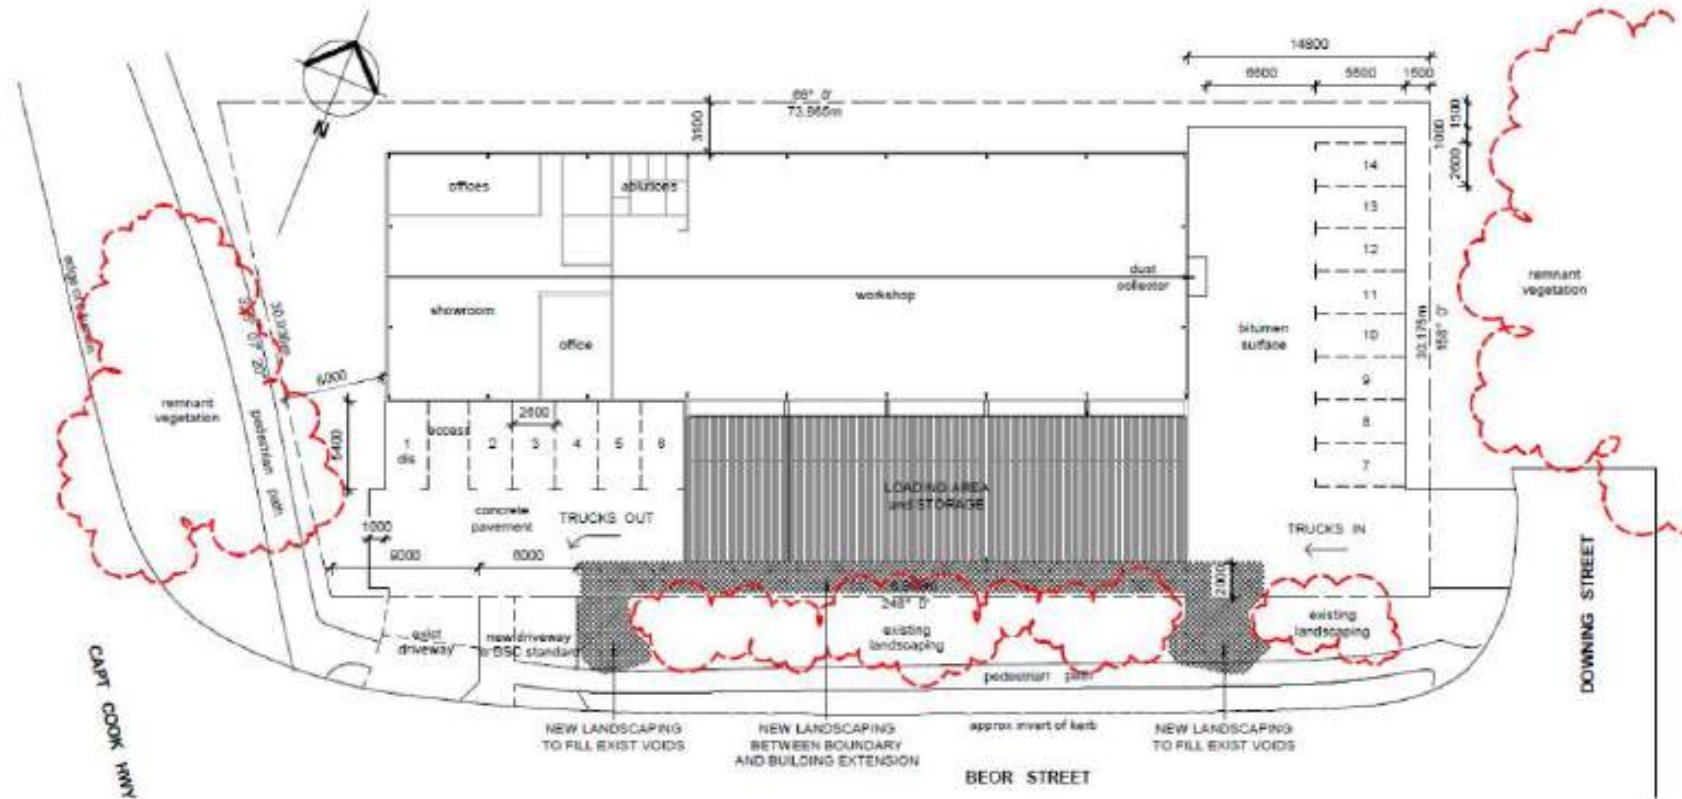 14800
6600 5600 1500
68° 0'
73.965m
3100
1500
1000
2600
N
offices
ablutions
14
13
12
11
10
9
8
7
dust
collector
remnant
vegetation
workshop
showroom
office
bitumen
surface
30.175m
158° 0'
6000
remnant
vegetation
pedestrian path
5400
access
2600
1
2
3
4
5
6
dis
LOADING AREA
and STORAGE
concrete
pavement
TRUCKS OUT
TRUCKS IN
1000
9000
6000
2000
248° 0'
existing
landscaping
existing
landscaping
exist
driveway
new driveway
to DSC standard
pedestrian path
approx invert of kerb
NEW LANDSCAPING
TO FILL EXIST VOIDS
NEW LANDSCAPING
BETWEEN BOUNDARY
AND BUILDING EXTENSION
NEW LANDSCAPING
TO FILL EXIST VOIDS
CAPT COOK HWY
BEOR STREET
DOWNING STREET